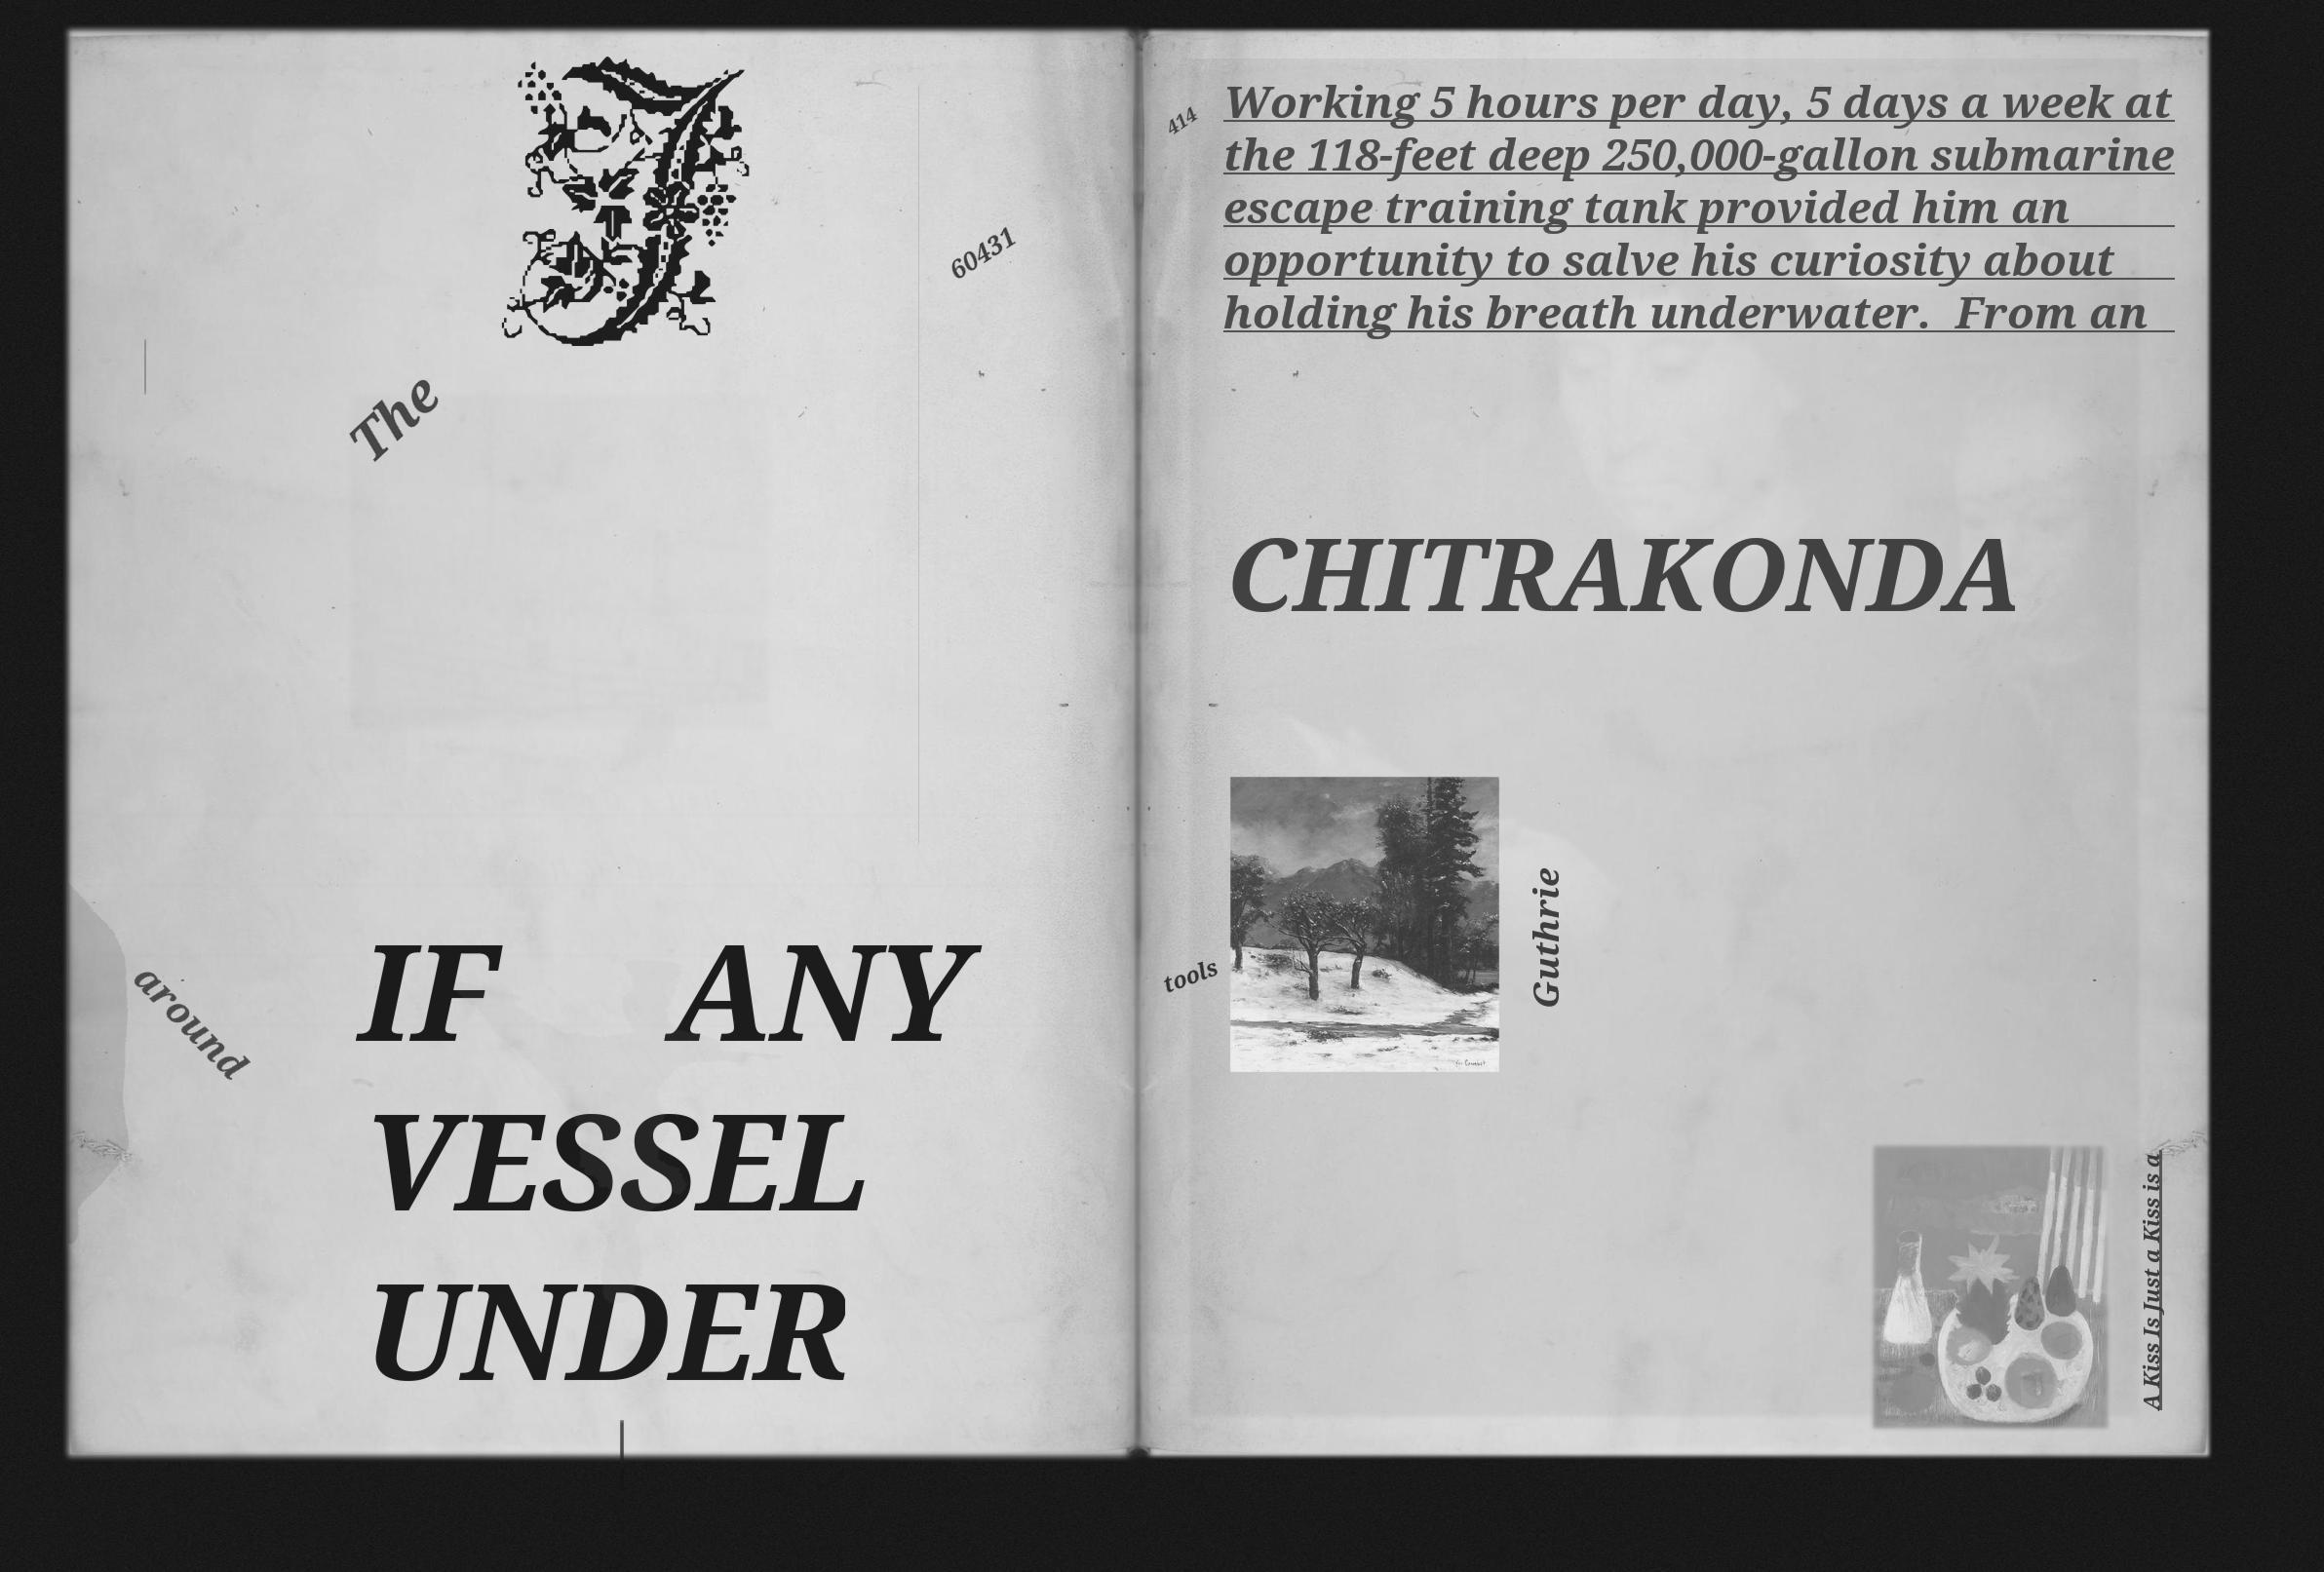 The
60431
around
IF ANY
VESSEL
UNDER
414
Working 5 hours per day, 5 days a week at
the 118-feet deep 250,000-gallon submarine
escape training tank provided him an
opportunity to salve his curiosity about
holding his breath underwater.  From an
CHITRAKONDA
tools
Guthrie
A Kiss Is Just a Kiss is a